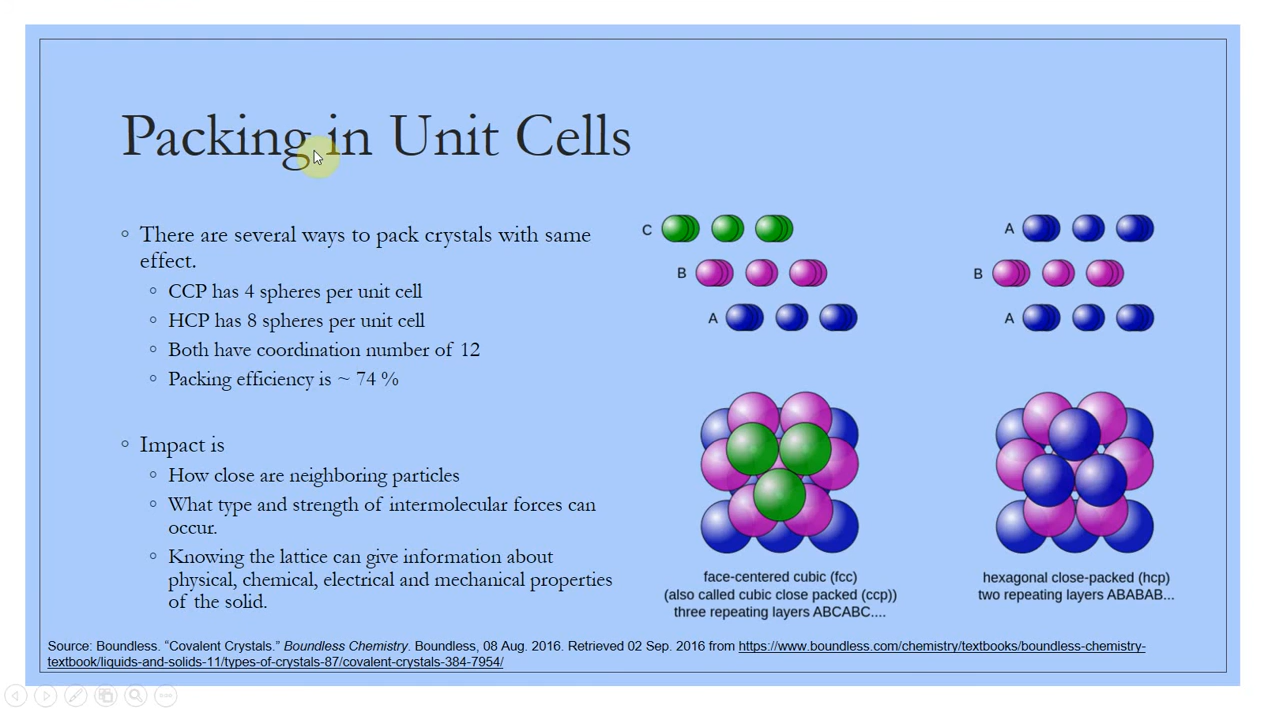 Packing in Unit Cells
There are several ways to pack crystals with same
effect.
CCP has 4 spheres per unit cell
HCP has 8 spheres per unit cell
Both have coordination number of 12
Packing efficiency is ~ 74 %
Impact is
How close are neighboring particles
What type and strength of intermolecular forces can
occur.
Knowing the lattice can give information about
physical, chemical, electrical and mechanical properties
of the solid.
C
B
A
face-centered cubic (fcc)
(also called cubic close packed (ccp))
three repeating layers ABCABC....
A
B
A
hexagonal close-packed (hcp)
two repeating layers ABABAB...
Source: Boundless. “Covalent Crystals.” Boundless Chemistry. Boundless, 08 Aug. 2016. Retrieved 02 Sep. 2016 from https://www.boundless.com/chemistry/textbooks/boundless-chemistry-
textbook/liquids-and-solids-11/types-of-crystals-87/covalent-crystals-384-7954/